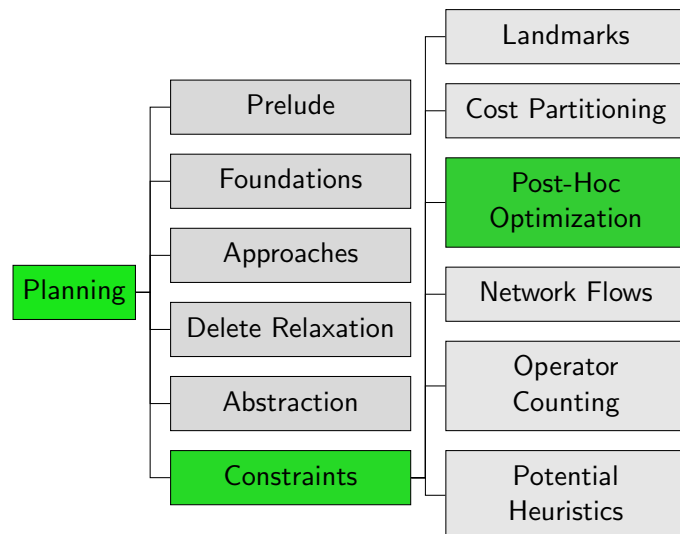 Planning
Prelude
Foundations
Approaches
Delete Relaxation
Abstraction
Constraints
Landmarks
Cost Partitioning
Post-Hoc
Optimization
Network Flows
Operator
Counting
Potential
Heuristics